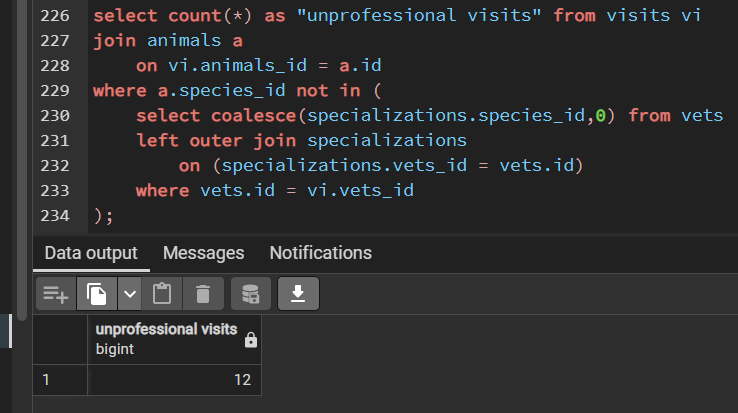 226 select count(*) as "unprofessional visits" from visits vi
227 join animals a
228     on vi.animals_id = a.id
229 where a.species_id not in (
230     select coalesce(specializations.species_id,0) from vets
231     left outer join specializations
232         on (specializations.vets_id = vets.id)
233     where vets.id = vi.vets_id
234 );
Data output Messages Notifications
unprofessional visits
bigint
1 12